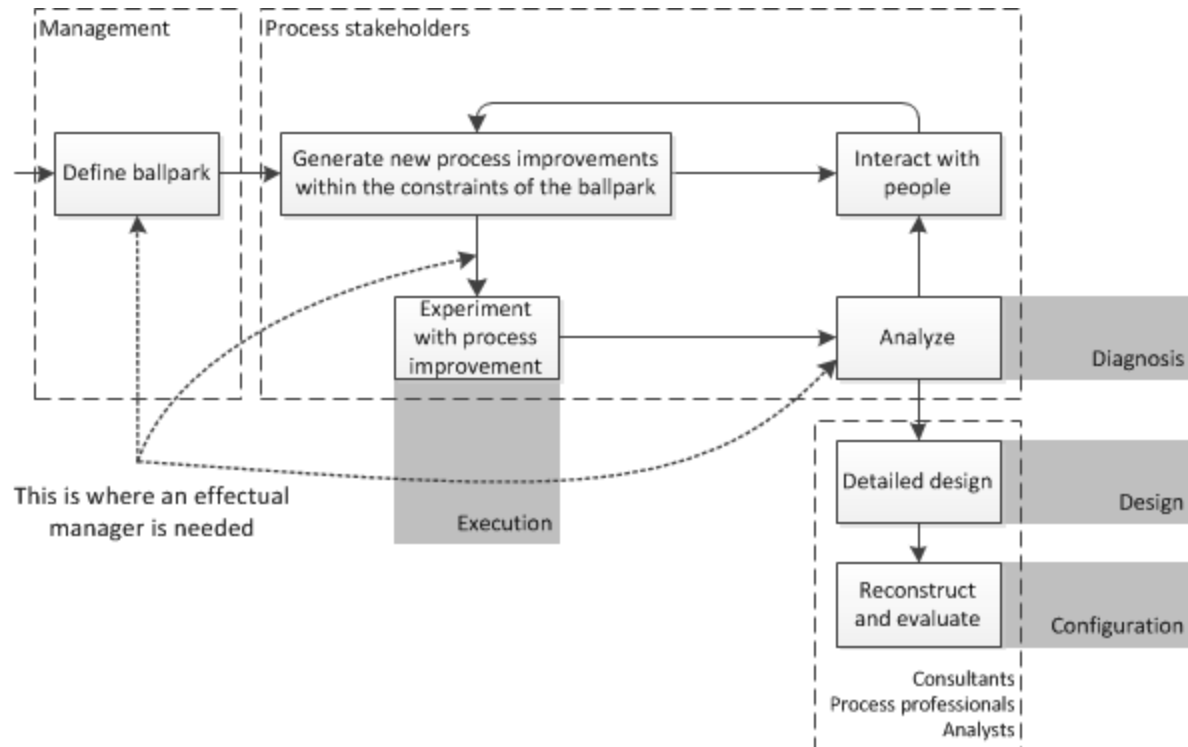 Management
Process stakeholders
Define ballpark
Generate new process improvements
within the constraints of the ballpark
Interact with
people
Experiment
with process
improvement
Analyze
Diagnosis
This is where an effectual
manager is needed
Execution
Detailed design
Design
Reconstruct
and evaluate
Configuration
Consultants
Process professionals
Analysts